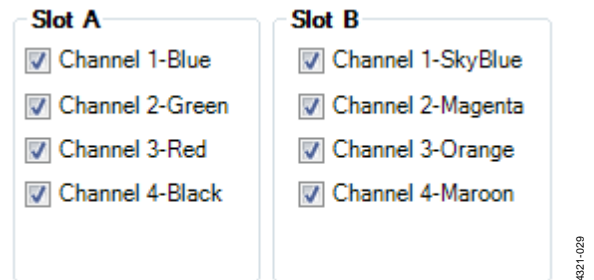 Slot A
Channel 1-Blue
Channel 2-Green
Channel 3-Red
Channel 4-Black
Slot B
Channel 1-SkyBlue
Channel 2-Magenta
Channel 3-Orange
Channel 4-Maroon
4321-029